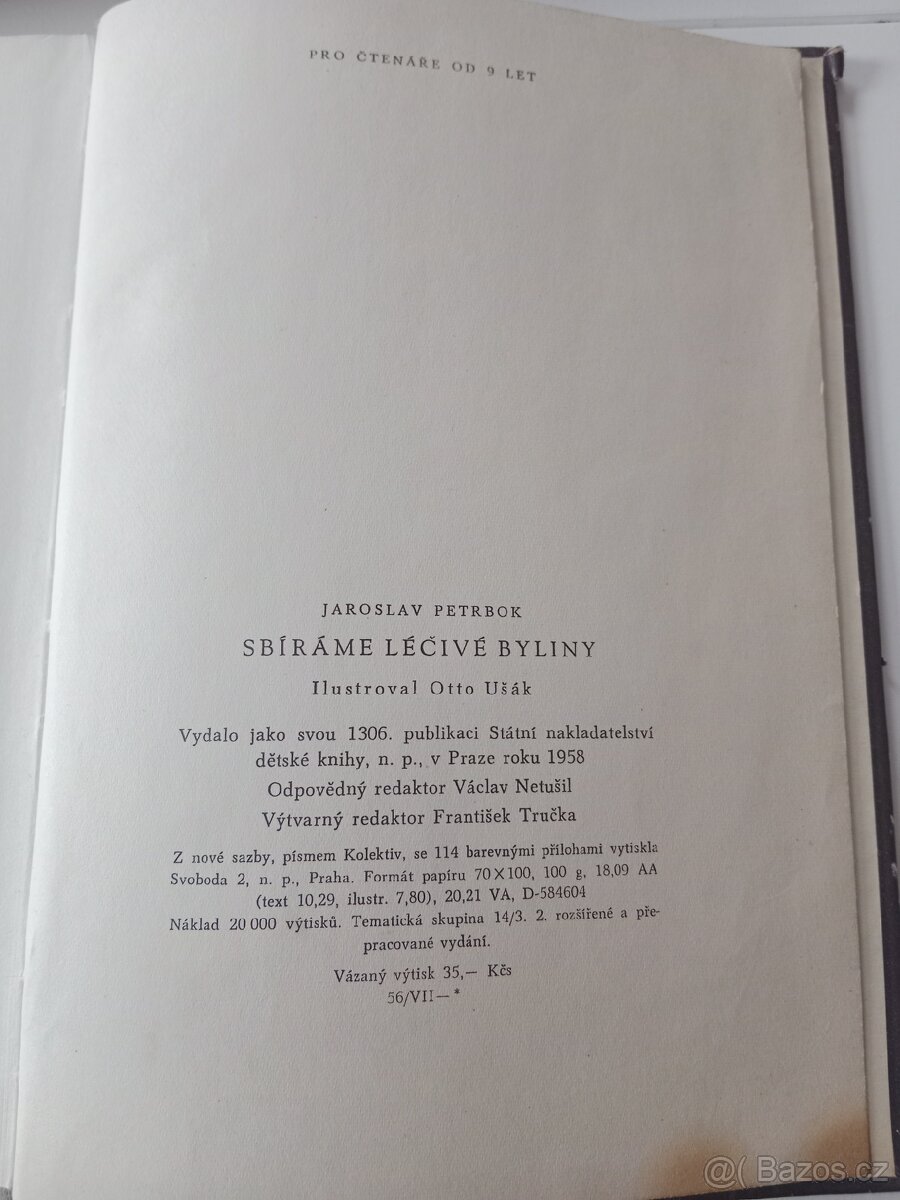 PRO ČTENÁŘE OD 9 LET
JAROSLAV PETRBOK
SBÍRÁME LÉČIVÉ BYLINY
Ilustroval Otto Ušák
Vydalo jako svou 1306. publikaci Státní nakladatelství
dětské knihy, n. p., v Praze roku 1958
Odpovědný redaktor Václav Netušil
Výtvarný redaktor František Tručka
Z nové sazby, písmem Kolektiv, se 114 barevnými přílohami vytiskla
Svoboda 2, n. p., Praha. Formát papíru 70×100, 100 g, 18,09 AA
(text 10,29, ilustr. 7,80), 20,21 VA, D-584604
Náklad 20 000 výtisků. Tematická skupina 14/3. 2. rozšířené a pře-
pracované vydání.
Vázaný výtisk 35,— Kčs
56/VII—*
@( Bazos.cz